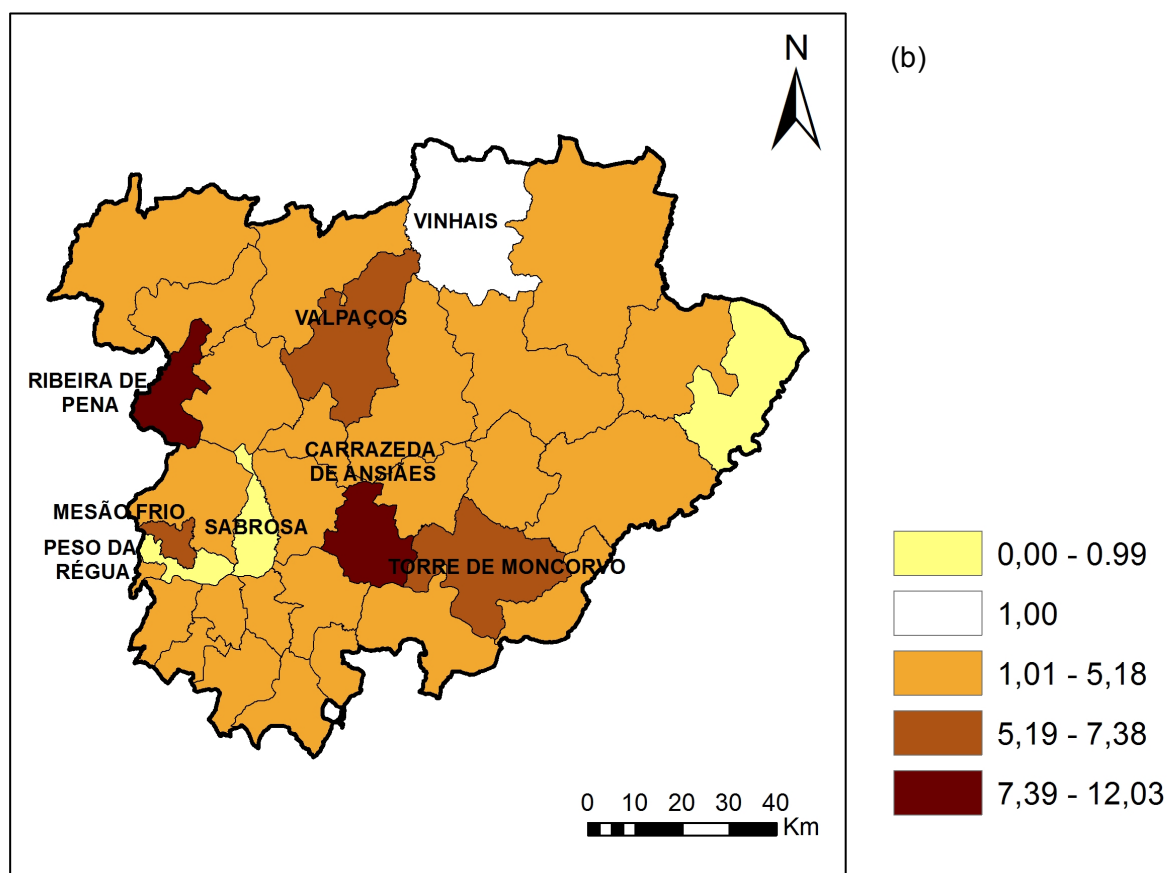 N
(b)
VINHAIS
VALPAÇOS
RIBEIRA DE
PENA
CARRAZEDA
DE ANSIÃES
MESÃO FRIO
SABROSA
PESO DA
RÉGUA
TORRE DE MONCORVO
0,00 - 0.99
1,00
1,01 - 5,18
5,19 - 7,38
7,39 - 12,03
0 10 20 30 40
Km